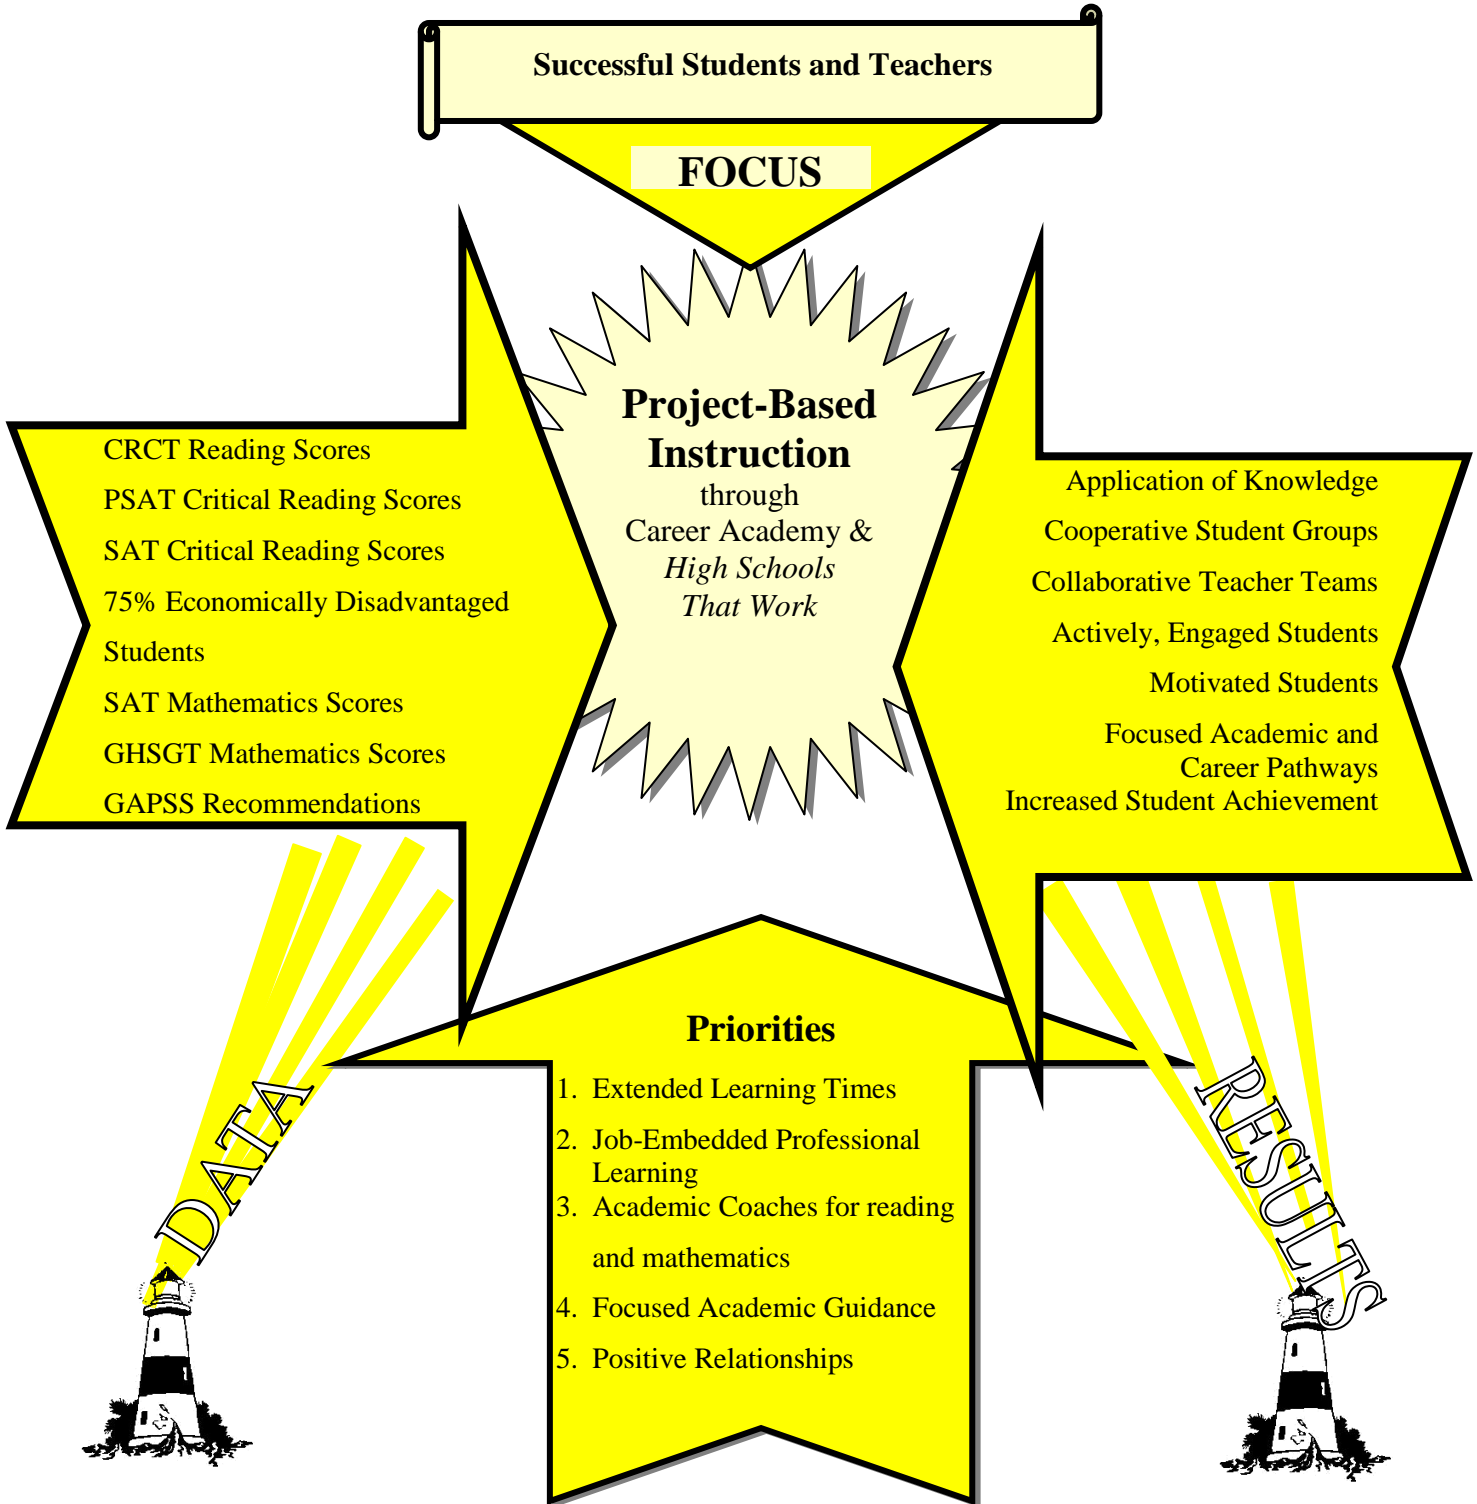 Successful Students and Teachers
FOCUS
Project-Based
Instruction
through
Career Academy &
High Schools
That Work
CRCT Reading Scores
PSAT Critical Reading Scores
SAT Critical Reading Scores
75% Economically Disadvantaged
Students
SAT Mathematics Scores
GHSGT Mathematics Scores
GAPSS Recommendations
Application of Knowledge
Cooperative Student Groups
Collaborative Teacher Teams
Actively, Engaged Students
Motivated Students
Focused Academic and
Career Pathways
Increased Student Achievement
Priorities
1. Extended Learning Times
2. Job-Embedded Professional
Learning
3. Academic Coaches for reading
and mathematics
4. Focused Academic Guidance
5. Positive Relationships
DATA
RESULTS